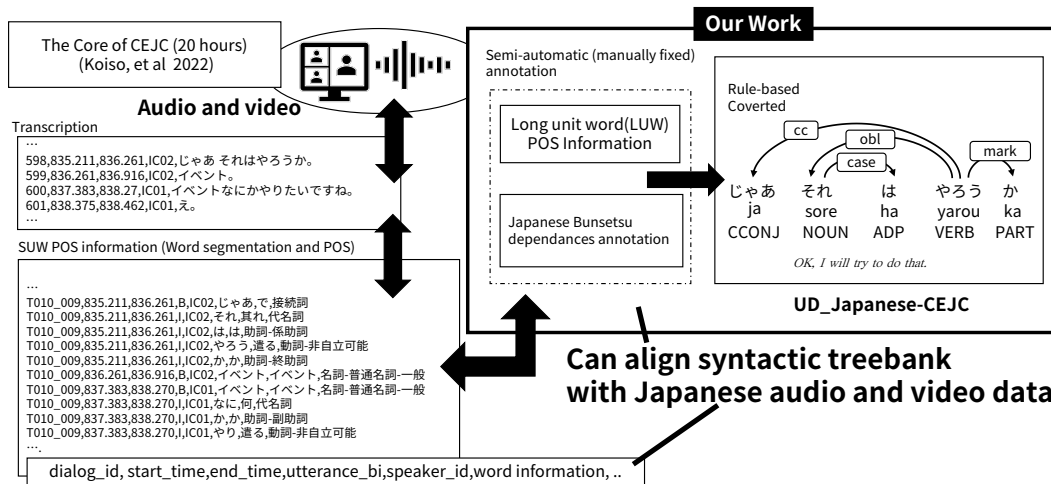 The Core of CEJC (20 hours)
(Koiso, et al 2022)
Audio and video
Transcription
…
598,835.211,836.261,IC02,じゃあ それはやろうか。
599,836.261,836.916,IC02,イベント。
600,837.383,838.27,IC01,イベントなにかやりたいですね。
601,838.375,838.462,IC01,え。
…
SUW POS information (Word segmentation and POS)
…
T010_009,835.211,836.261,B,IC02,じゃあ,で,接続詞
T010_009,835.211,836.261,I,IC02,それ,其れ,代名詞
T010_009,835.211,836.261,I,IC02,は,は,助詞-係助詞
T010_009,835.211,836.261,I,IC02,やろう,遣る,動詞-非自立可能
T010_009,835.211,836.261,I,IC02,か,か,助詞-終助詞
T010_009,836.261,836.916,B,IC02,イベント,イベント,名詞-普通名詞-一般
T010_009,837.383,838.270,B,IC01,イベント,イベント,名詞-普通名詞-一般
T010_009,837.383,838.270,I,IC01,なに,何,代名詞
T010_009,837.383,838.270,I,IC01,か,か,助詞-副助詞
T010_009,837.383,838.270,I,IC01,やり,遣る,動詞-非自立可能
….
dialog_id, start_time,end_time,utterance_bi,speaker_id,word information, ..
Our Work
Semi-automatic (manually fixed)
annotation
Long unit word(LUW)
POS Information
Japanese Bunsetsu
dependances annotation
Rule-based
Coverted
cc
obl
case
mark
じゃあ それ は やろう か
ja sore ha yarou ka
CCONJ NOUN ADP VERB PART
OK, I will try to do that.
UD_Japanese-CEJC
Can align syntactic treebank
with Japanese audio and video data